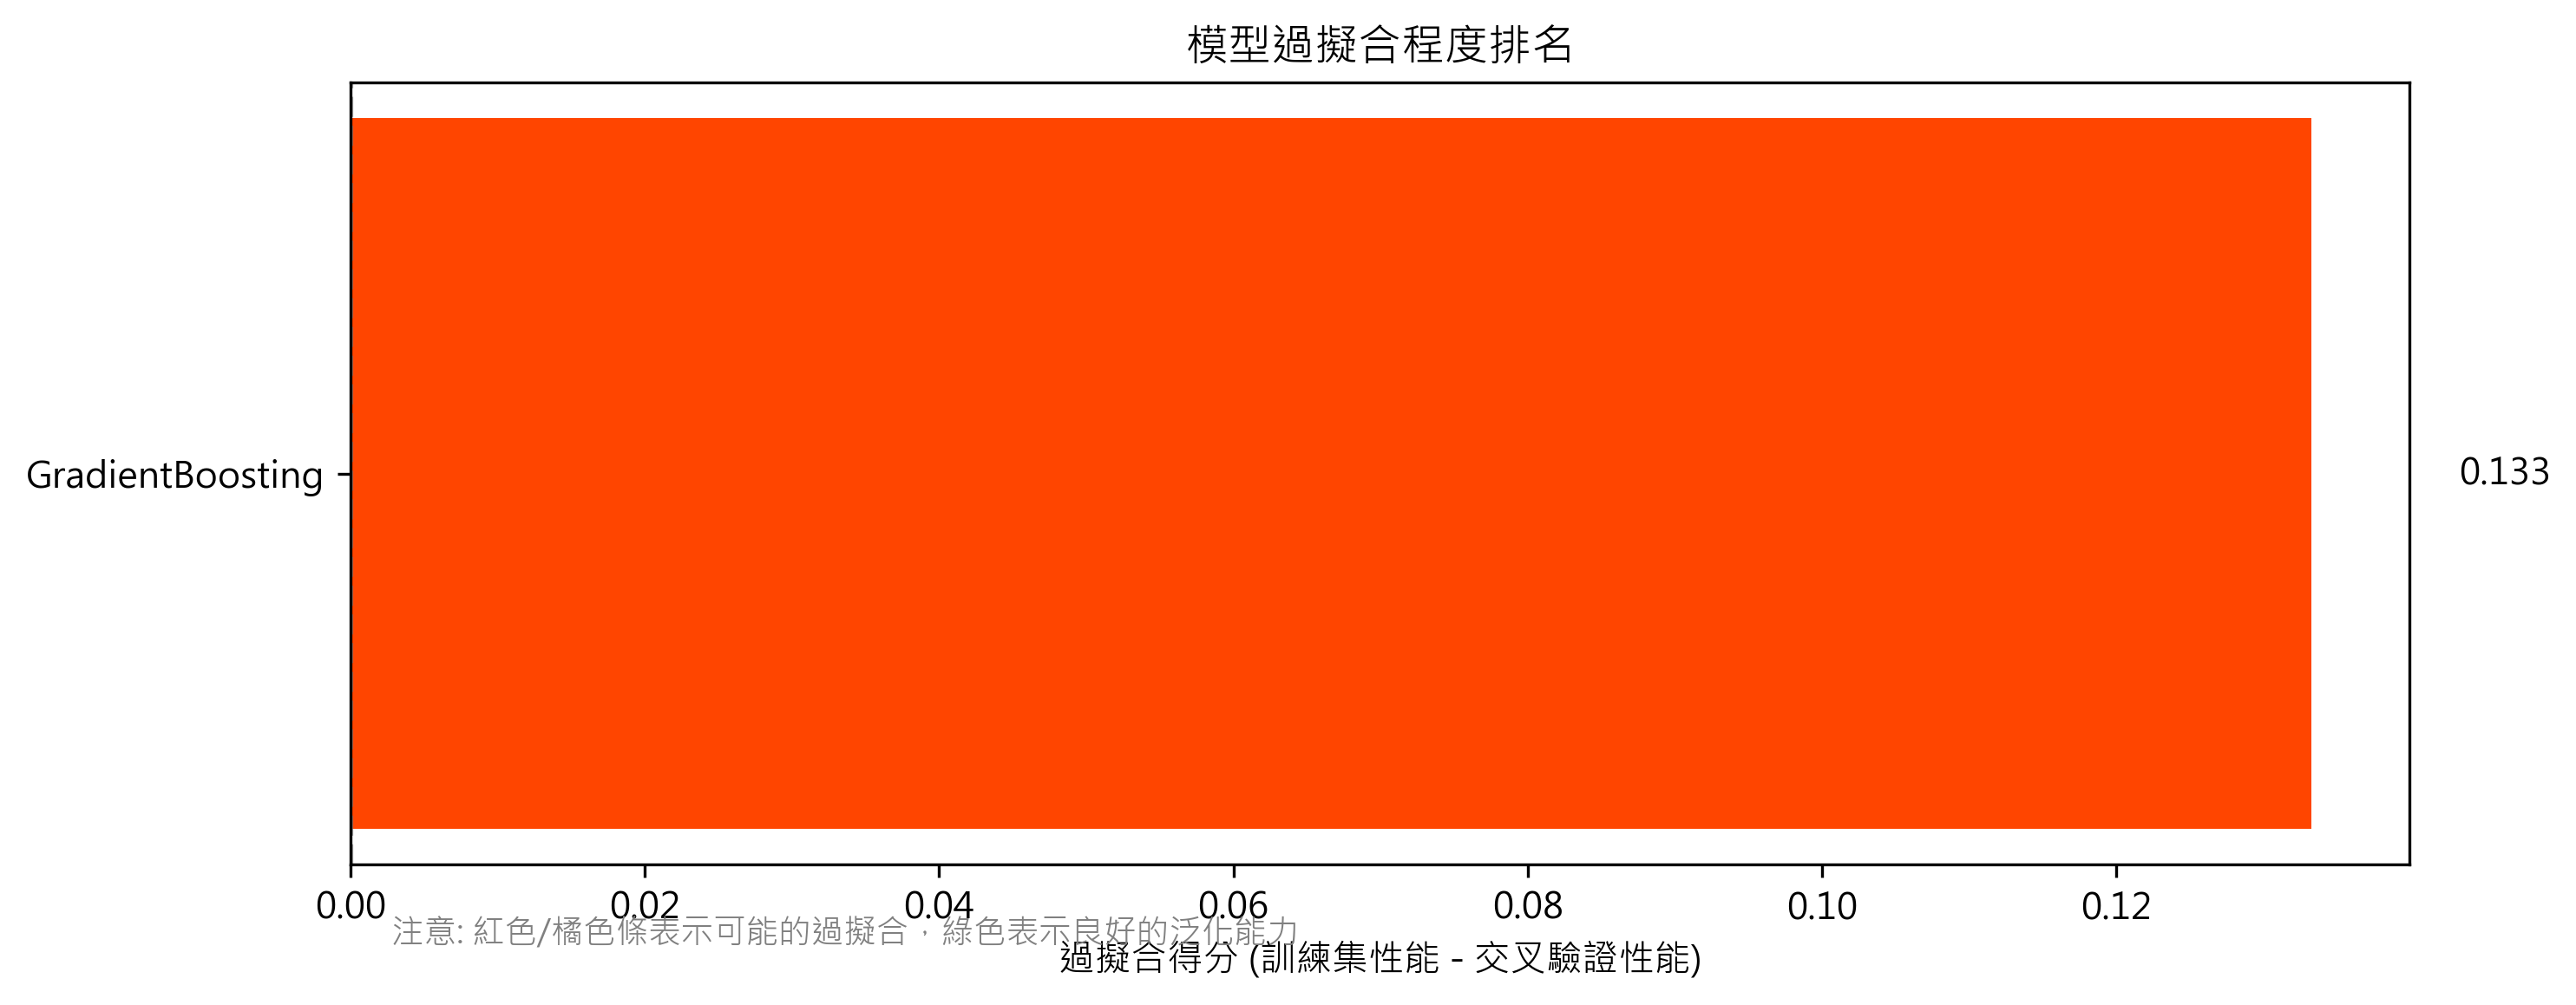 模型過擬合程度排名
GradientBoosting
0.133
0.00 0.02 0.04 0.06 0.08 0.10 0.12
注意: 紅色/橘色條表示可能的過擬合，綠色表示良好的泛化能力
過擬合得分 (訓練集性能 - 交叉驗證性能)